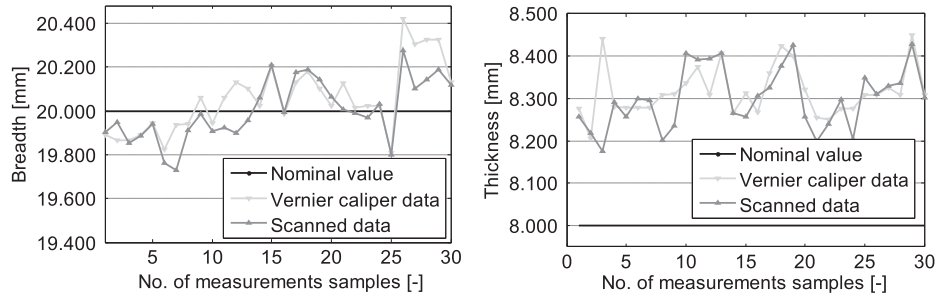 Breadth [mm]
20.400
20.200
20.000
19.800
19.600
19.400
5 10 15 20 25 30
No. of measurements samples [-]
Nominal value
Vernier caliper data
Scanned data
Thickness [mm]
8.500
8.400
8.300
8.200
8.100
8.000
0 5 10 15 20 25 30
No. of measurements samples [-]
Nominal value
Vernier caliper data
Scanned data